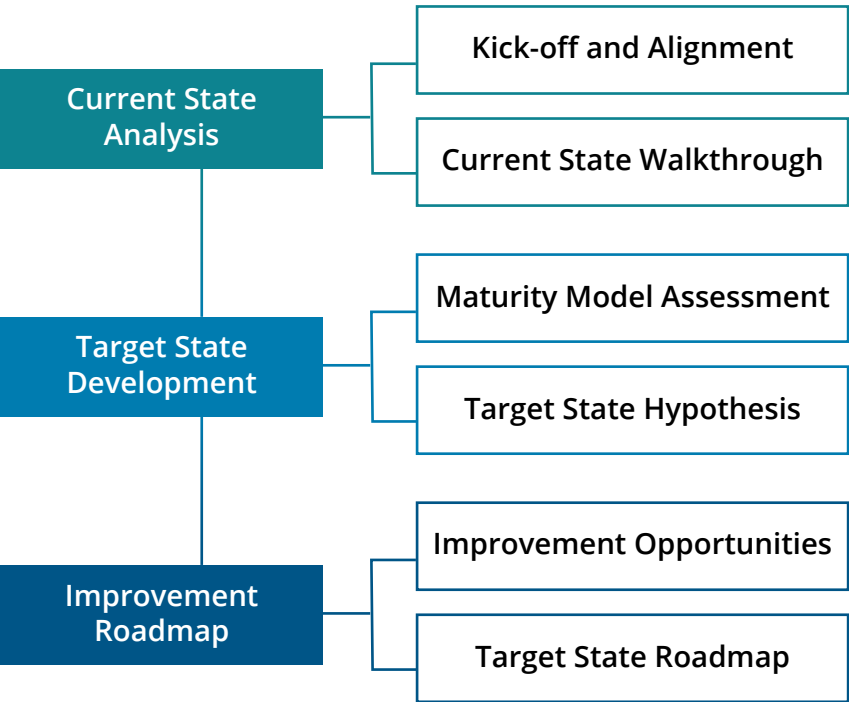 Current State
Analysis
Kick-off and Alignment
Current State Walkthrough
Target State
Development
Maturity Model Assessment
Target State Hypothesis
Improvement
Roadmap
Improvement Opportunities
Target State Roadmap